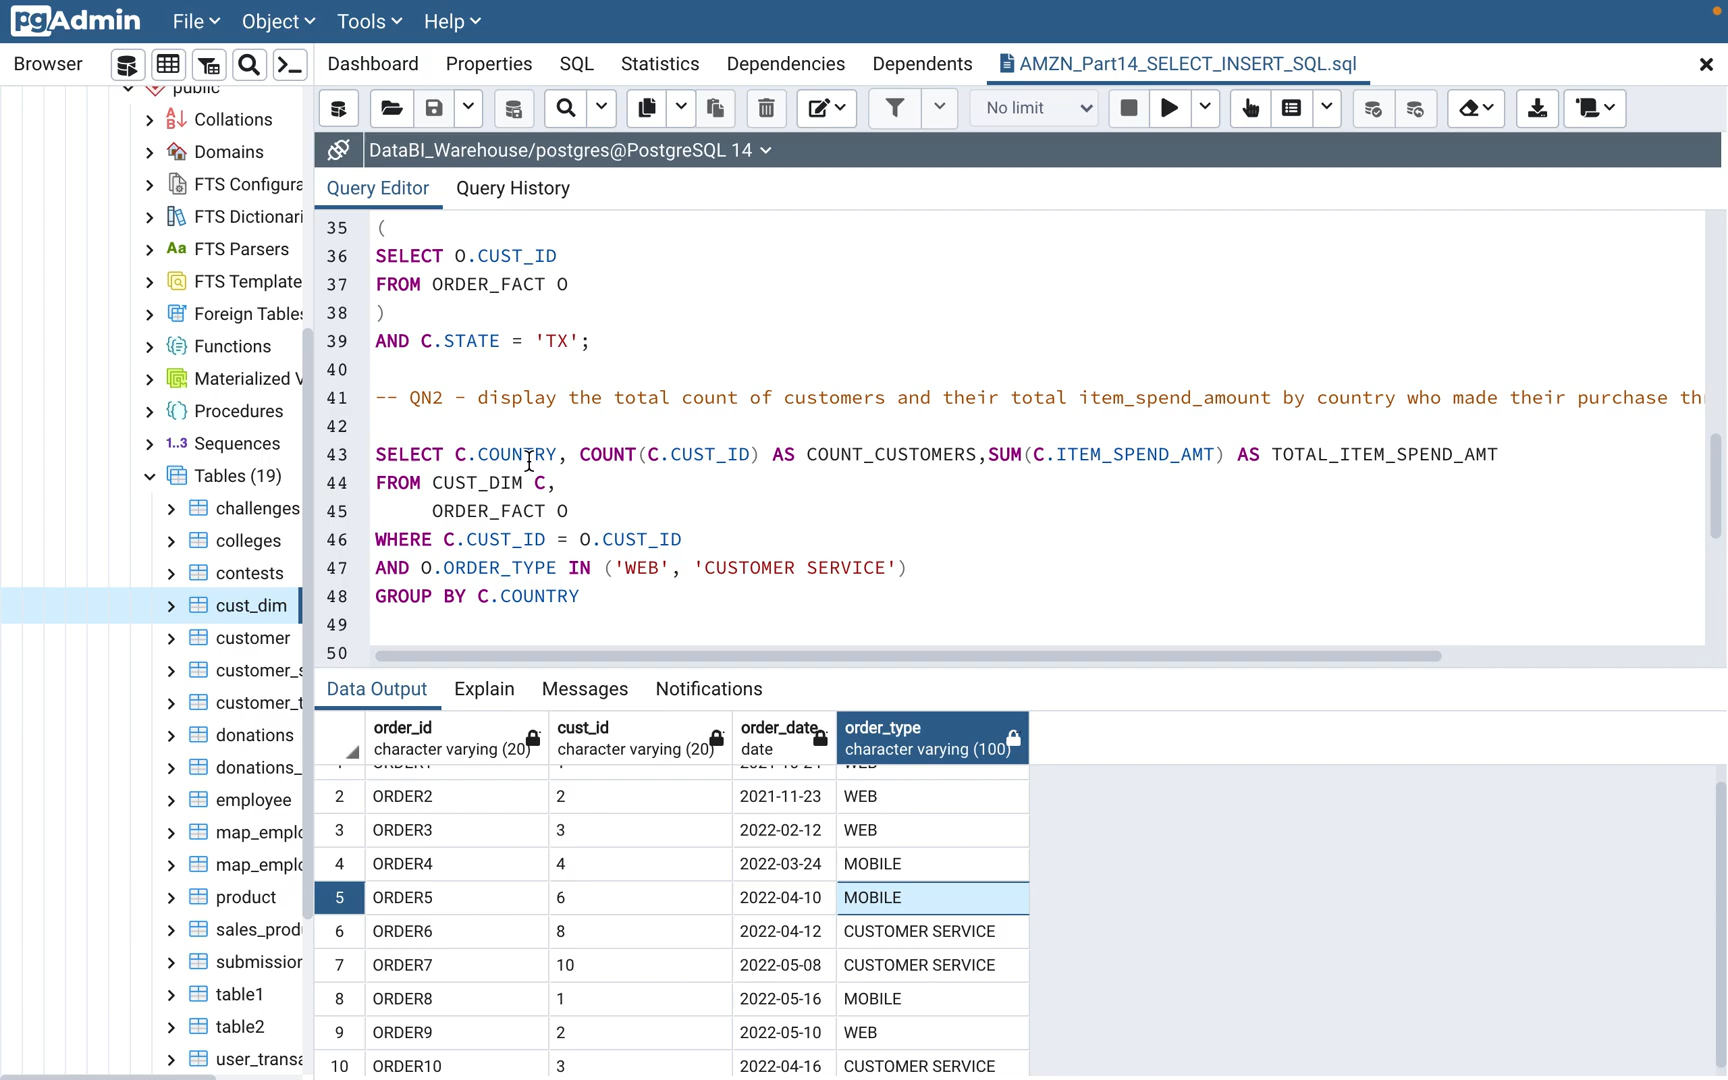 pgAdmin File Object Tools Help
Browser Dashboard Properties SQL Statistics Dependencies Dependents AMZN_Part14_SELECT_INSERT_SQL.sql
No limit
DataBI_Warehouse/postgres@PostgreSQL 14
Query Editor Query History
public
Collations
Domains
FTS Configura
FTS Dictionari
Aa FTS Parsers
FTS Template
Foreign Tables
Functions
Materialized V
Procedures
1..3 Sequences
Tables (19)
challenges
colleges
contests
cust_dim
customer
customer_s
customer_t
donations
donations_
employee
map_emplo
map_emplo
product
sales_prod
submission
table1
table2
user_transa
35 (
36 SELECT O.CUST_ID
37 FROM ORDER_FACT O
38 )
39 AND C.STATE = 'TX';
40
41 -- QN2 - display the total count of customers and their total item_spend_amount by country who made their purchase th
42
43 SELECT C.COUNTRY, COUNT(C.CUST_ID) AS COUNT_CUSTOMERS,SUM(C.ITEM_SPEND_AMT) AS TOTAL_ITEM_SPEND_AMT
44 FROM CUST_DIM C,
45 ORDER_FACT O
46 WHERE C.CUST_ID = O.CUST_ID
47 AND O.ORDER_TYPE IN ('WEB', 'CUSTOMER SERVICE')
48 GROUP BY C.COUNTRY
49
50
Data Output Explain Messages Notifications
order_id cust_id order_date order_type
character varying (20) character varying (20) date character varying (100)
2 ORDER2 2 2021-11-23 WEB
3 ORDER3 3 2022-02-12 WEB
4 ORDER4 4 2022-03-24 MOBILE
5 ORDER5 6 2022-04-10 MOBILE
6 ORDER6 8 2022-04-12 CUSTOMER SERVICE
7 ORDER7 10 2022-05-08 CUSTOMER SERVICE
8 ORDER8 1 2022-05-16 MOBILE
9 ORDER9 2 2022-05-10 WEB
10 ORDER10 3 2022-04-16 CUSTOMER SERVICE